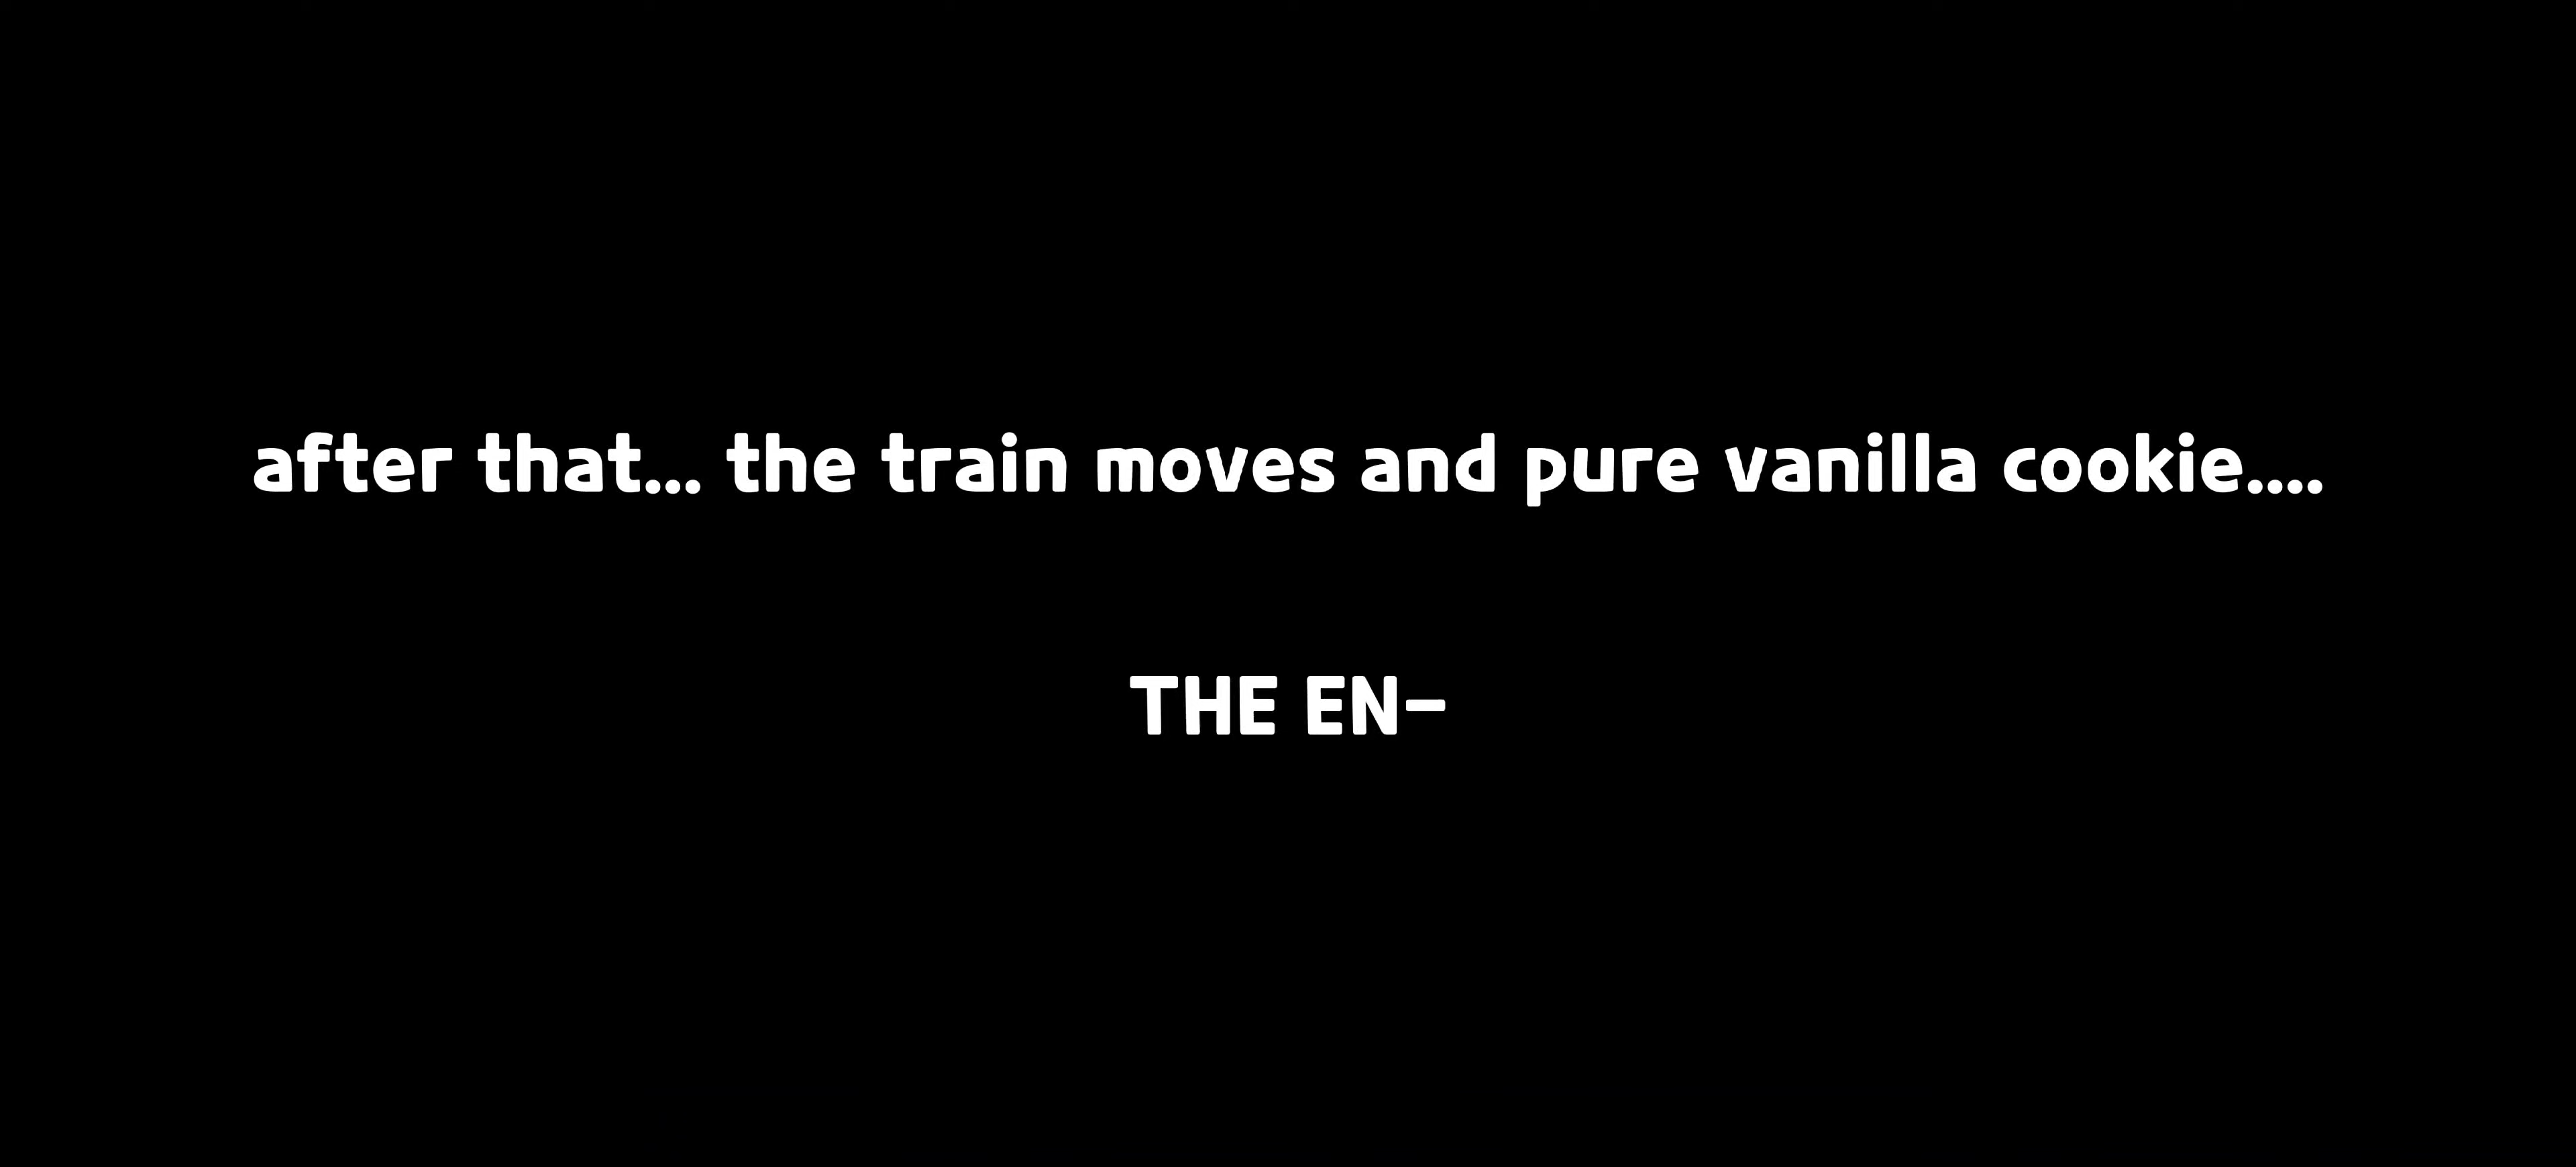 after that... the train moves and pure vanilla cookie....
THE EN-